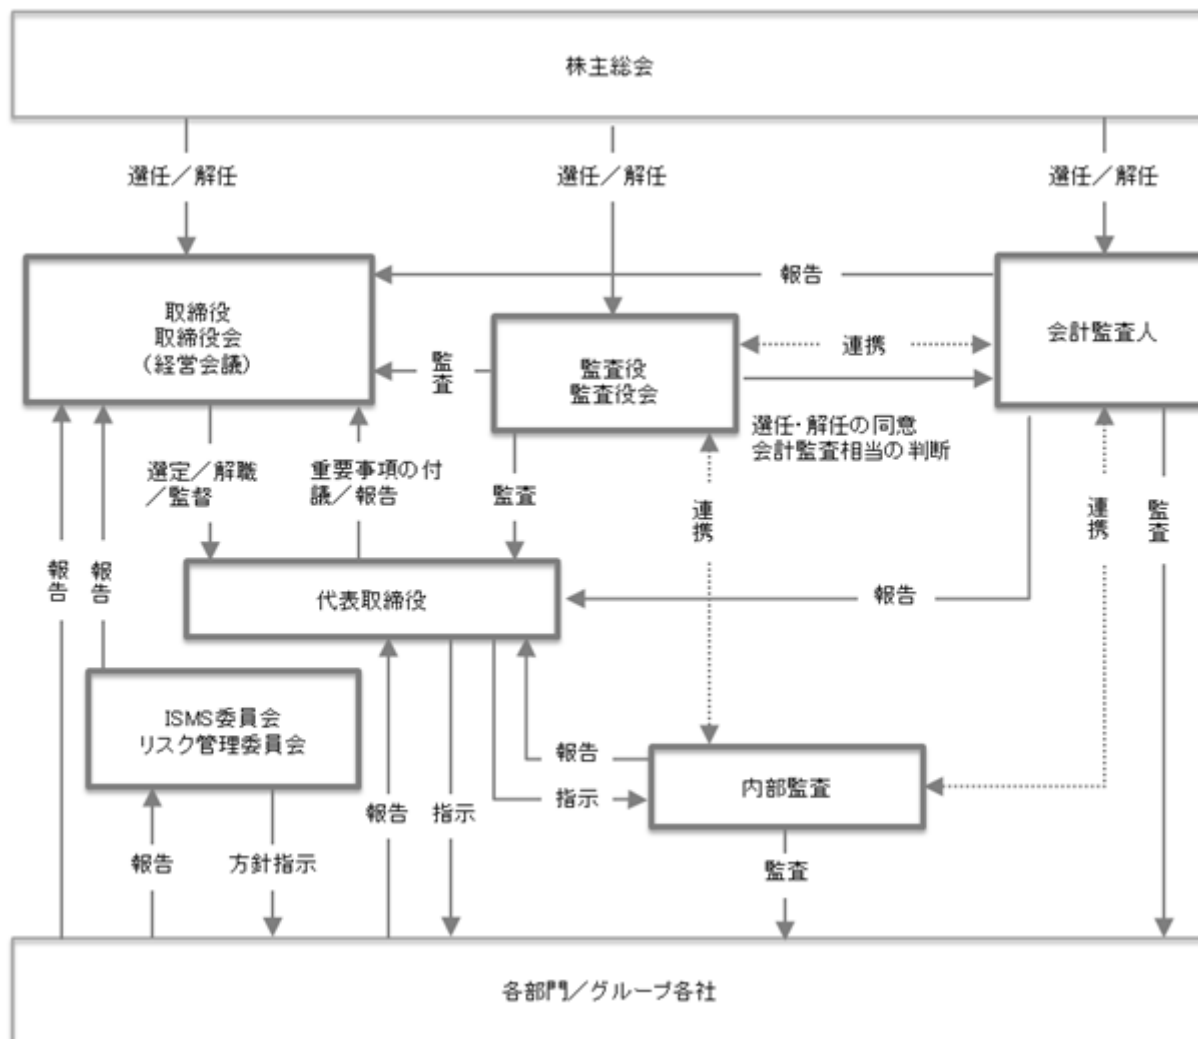 株主総会
選任／解任
選任／解任
選任／解任
取締役
取締役会
（経営会議）
報告
会計監査人
監査役
監査役会
監査
連携
選任・解任の同意
会計監査相当の判断
選定／解職
／監督
重要事項の付
議／報告
監査
連携
連携
監査
報告
報告
代表取締役
報告
ISMS委員会
リスク管理委員会
報告
指示
内部監査
報告
方針指示
報告
指示
監査
各部門／グループ各社